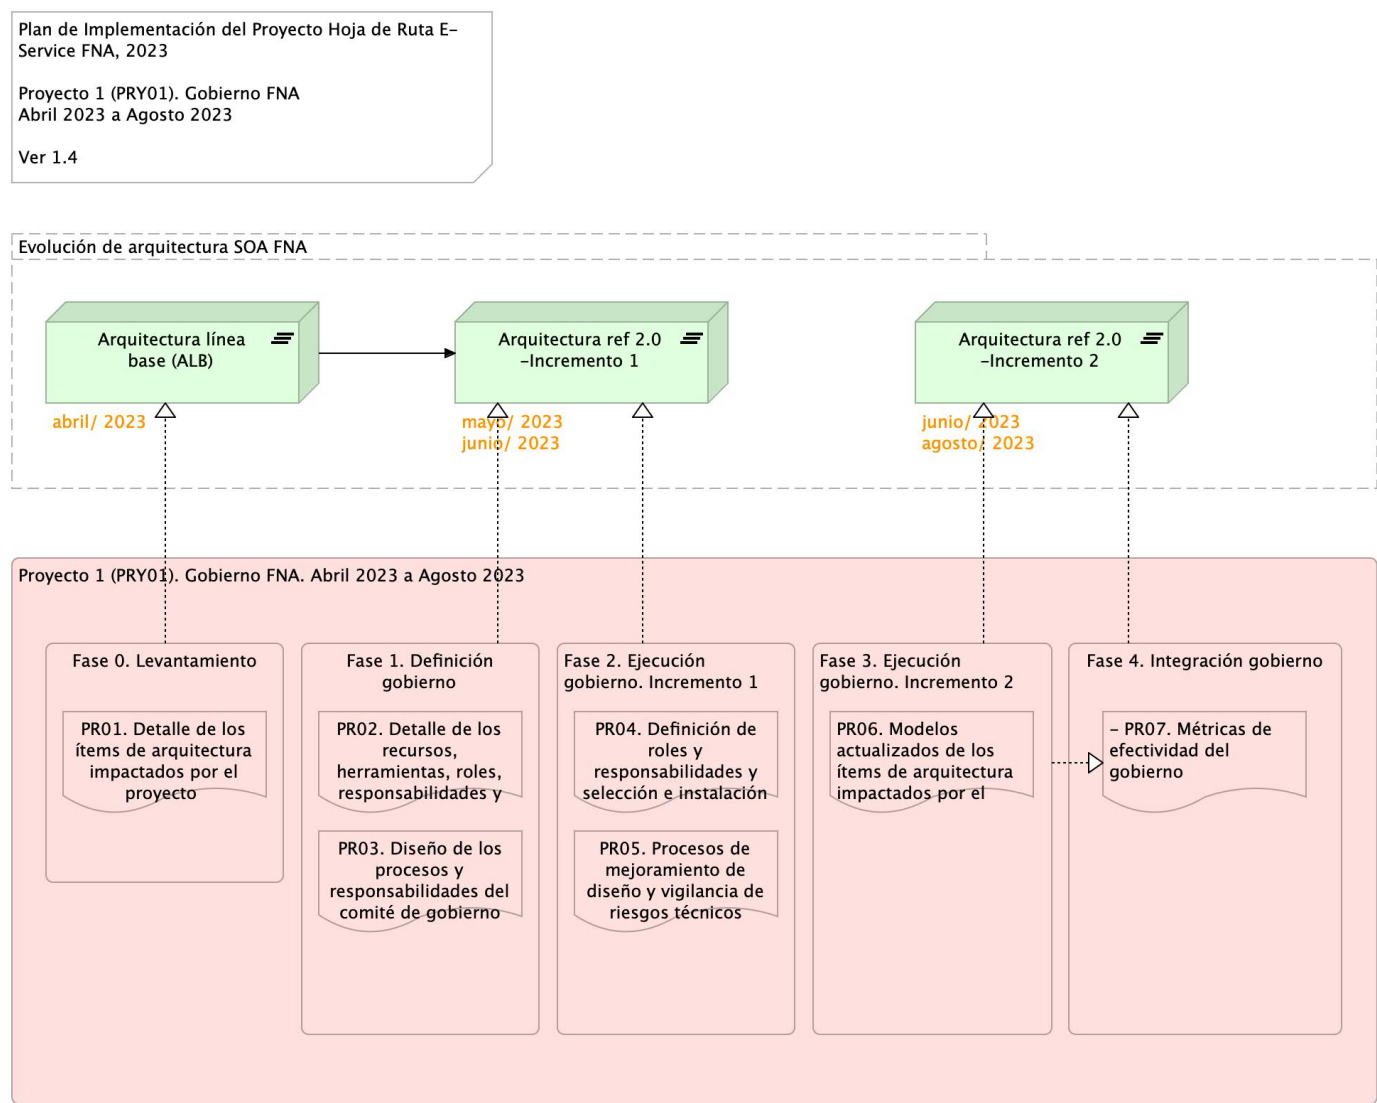 Plan de Implementación del Proyecto Hoja de Ruta E-
Service FNA, 2023
Proyecto 1 (PRY01). Gobierno FNA
Abril 2023 a Agosto 2023
Ver 1.4
Evolución de arquitectura SOA FNA
Arquitectura línea
base (ALB)
abril/ 2023
Arquitectura ref 2.0
-Incremento 1
mayo/ 2023
junio/ 2023
Arquitectura ref 2.0
-Incremento 2
junio/ 2023
agosto/ 2023
Proyecto 1 (PRY01). Gobierno FNA. Abril 2023 a Agosto 2023
Fase 0. Levantamiento
PR01. Detalle de los
ítems de arquitectura
impactados por el
proyecto
Fase 1. Definición
gobierno
PR02. Detalle de los
recursos,
herramientas, roles,
responsabilidades y
PR03. Diseño de los
procesos y
responsabilidades del
comité de gobierno
Fase 2. Ejecución
gobierno. Incremento 1
PR04. Definición de
roles y
responsabilidades y
selección e instalación
PR05. Procesos de
mejoramiento de
diseño y vigilancia de
riesgos técnicos
Fase 3. Ejecución
gobierno. Incremento 2
PR06. Modelos
actualizados de los
ítems de arquitectura
impactados por el
Fase 4. Integración gobierno
- PR07. Métricas de
efectividad del
gobierno